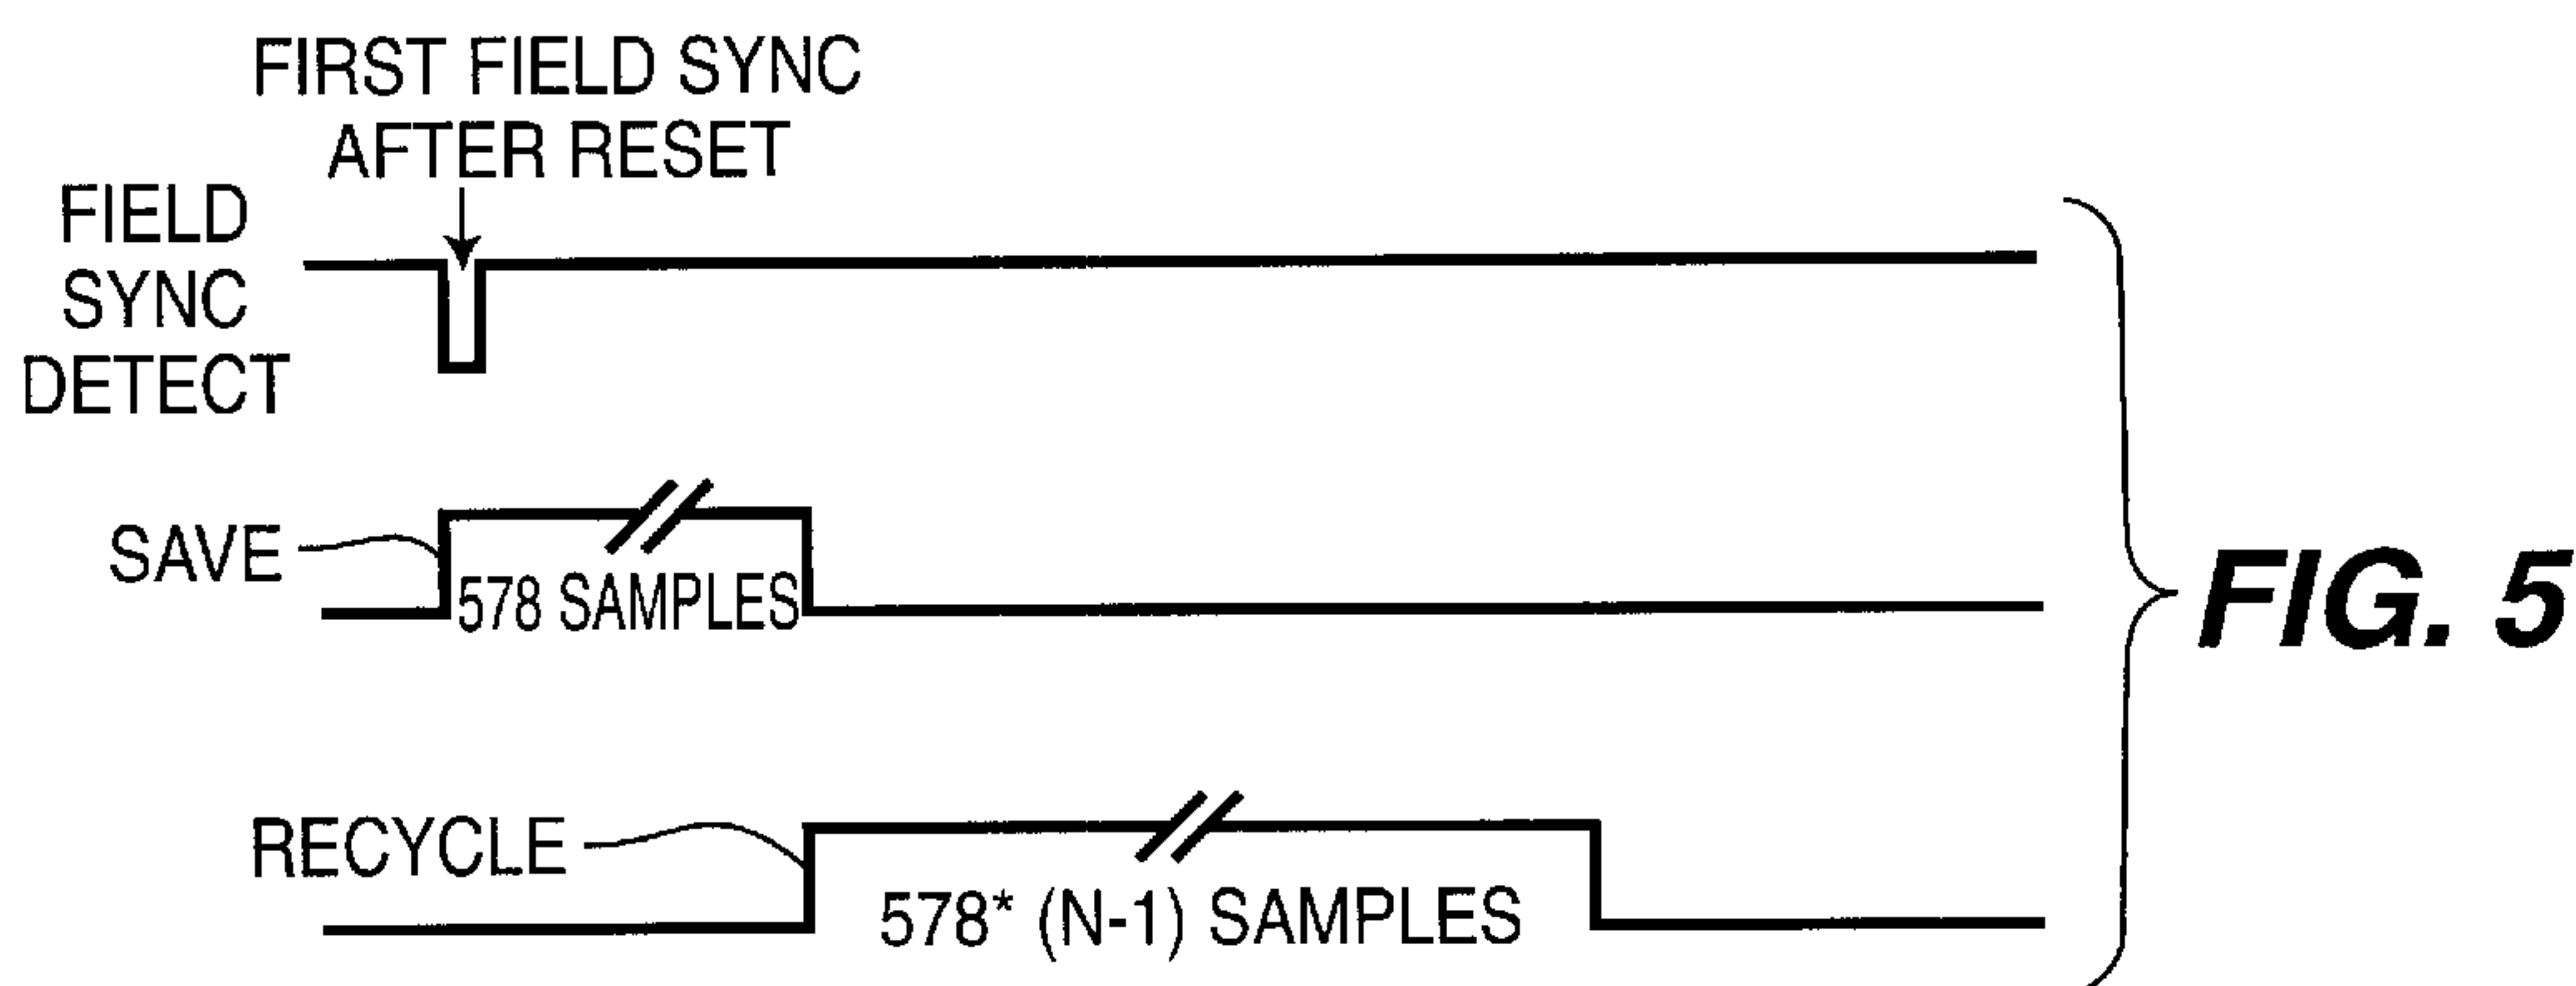 FIRST FIELD SYNC
AFTER RESET
FIELD
SYNC
DETECT
SAVE
578 SAMPLES
FIG. 5
RECYCLE
578* (N-1) SAMPLES